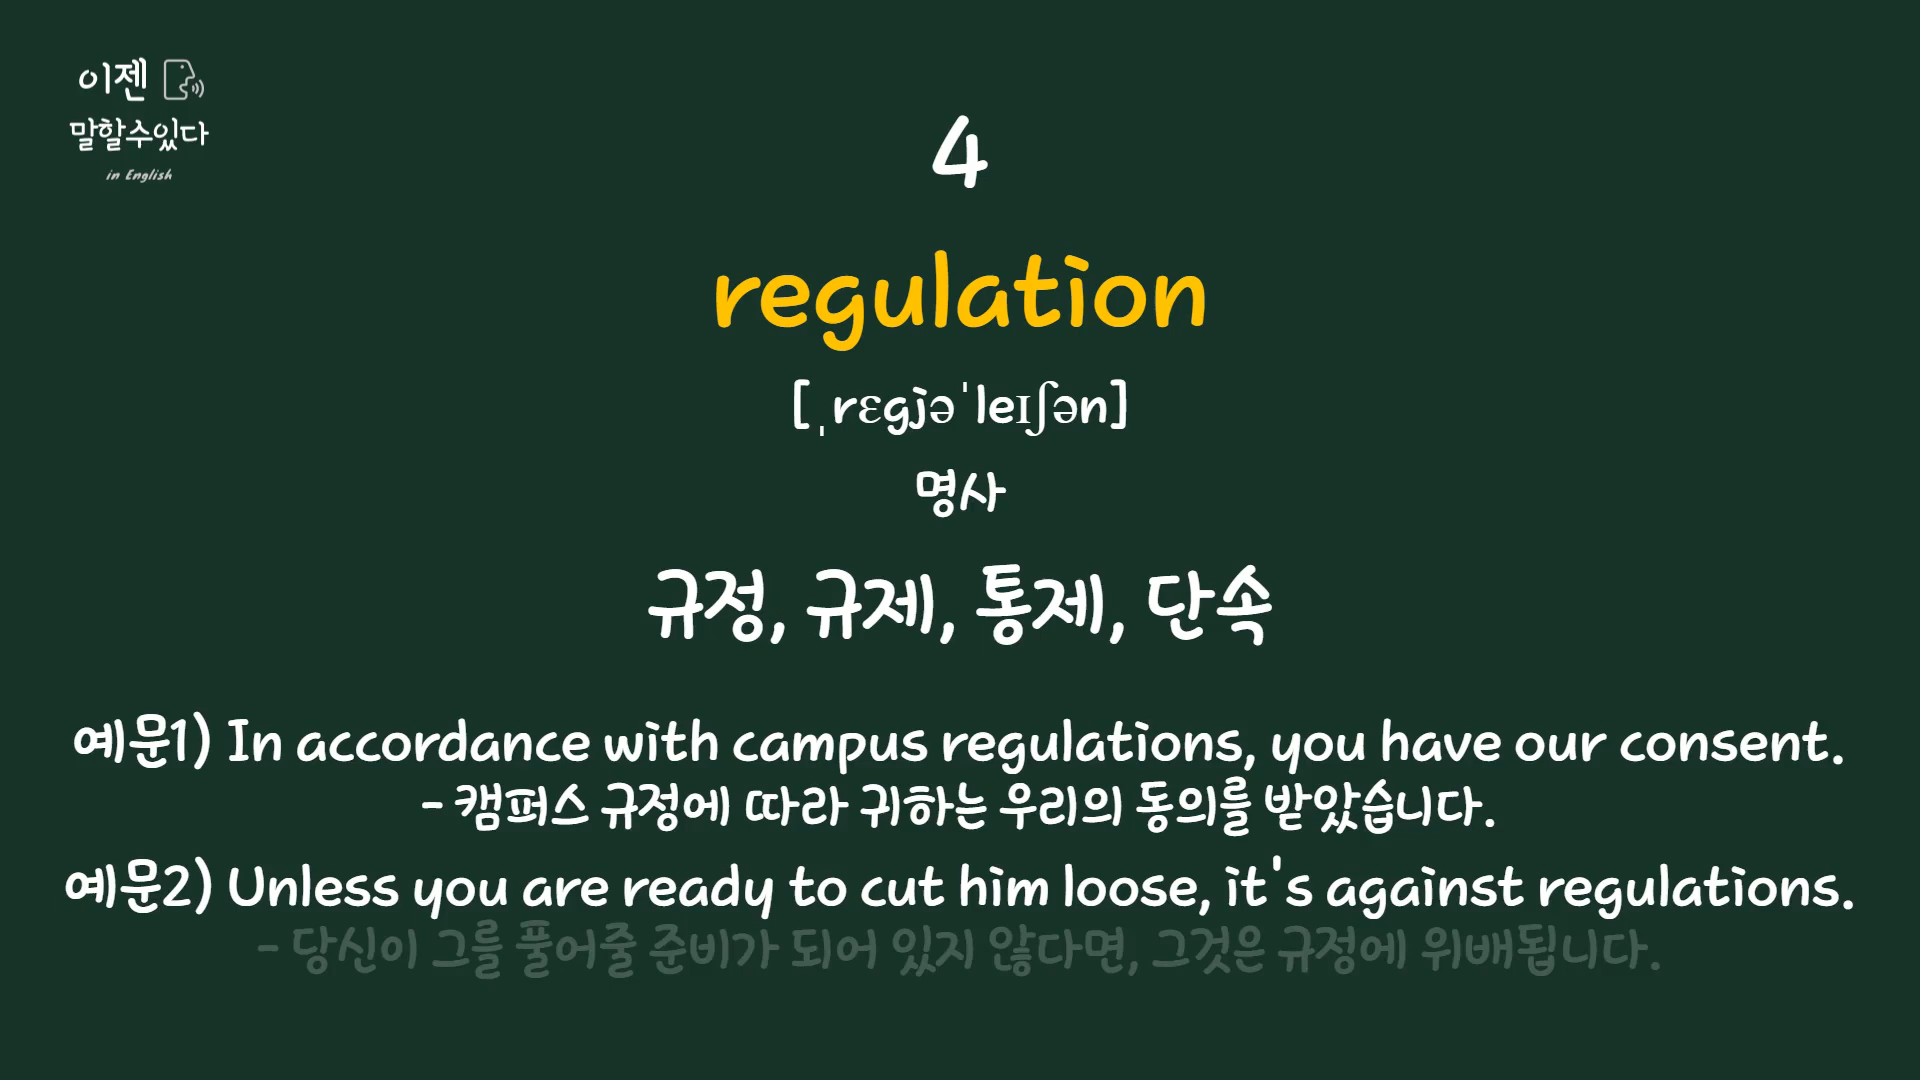 이젠
말할수있다
in English
4
regulation
[ˌrɛgjəˈleɪʃən]
명사
규정, 규제, 통제, 단속
예문1) In accordance with campus regulations, you have our consent.
- 캠퍼스 규정에 따라 귀하는 우리의 동의를 받았습니다.
예문2) Unless you are ready to cut him loose, it's against regulations.
- 당신이 그를 풀어줄 준비가 되어 있지 않다면, 그것은 규정에 위배됩니다.